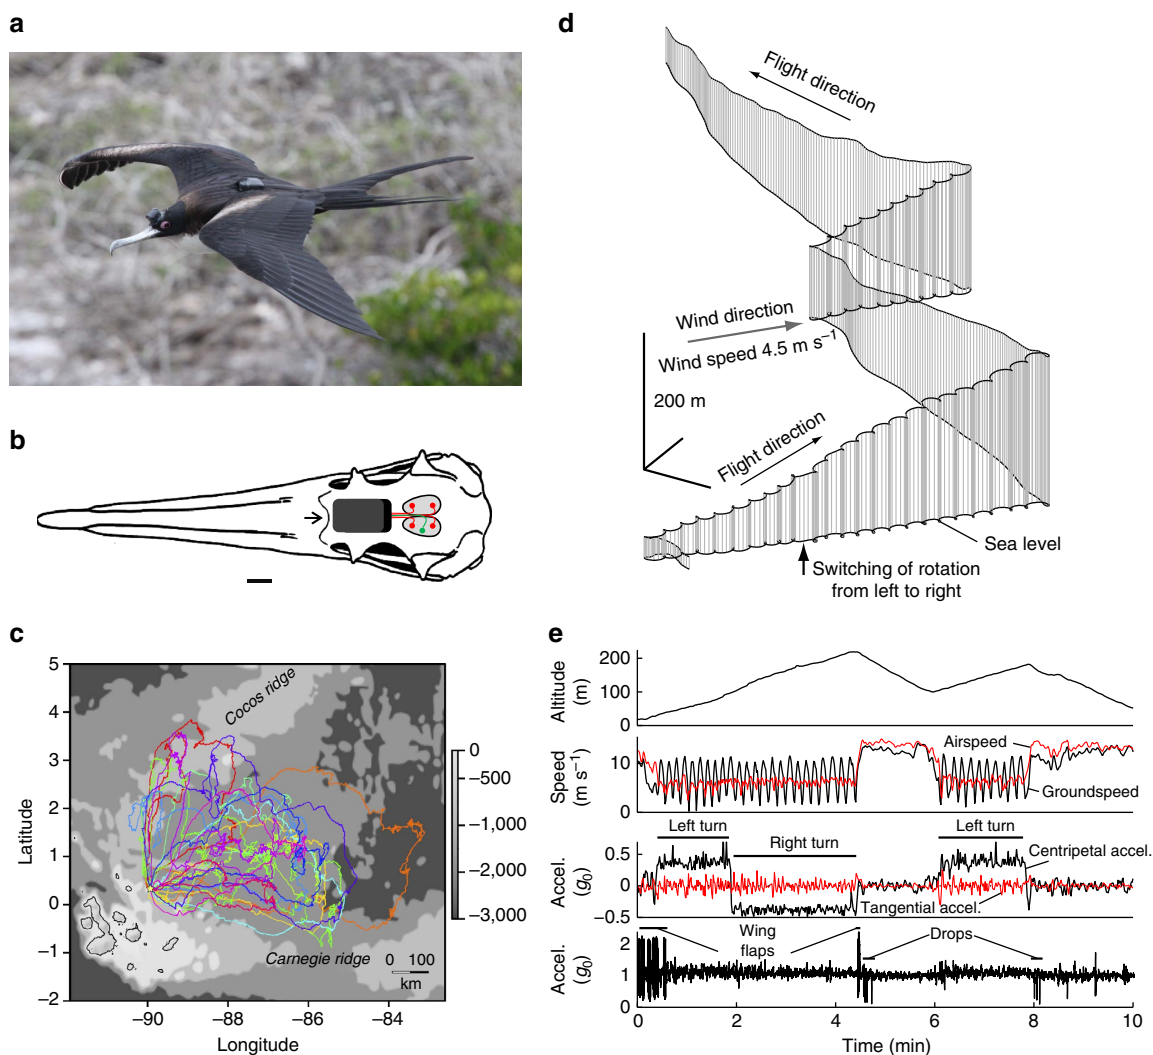 a
b
c
5
4
3
2
1
0
−1
−2
Latitude
−90
−88
−86
−84
Longitude
Cocos ridge
Carnegie ridge
0 100
km
0
−500
−1,000
−2,000
−3,000
d
Flight direction
Wind direction
Wind speed 4.5 m s−1
200 m
Flight direction
Sea level
Switching of rotation
from left to right
e
Altitude
(m)
200
100
0
Speed
(m s−1)
10
0
Airspeed
Groundspeed
Accel.
(g0)
0.5
0
−0.5
Left turn
Right turn
Left turn
Centripetal accel.
Tangential accel.
Accel.
(g0)
2
1
0
Wing
flaps
Drops
0 2 4 6 8 10
Time (min)